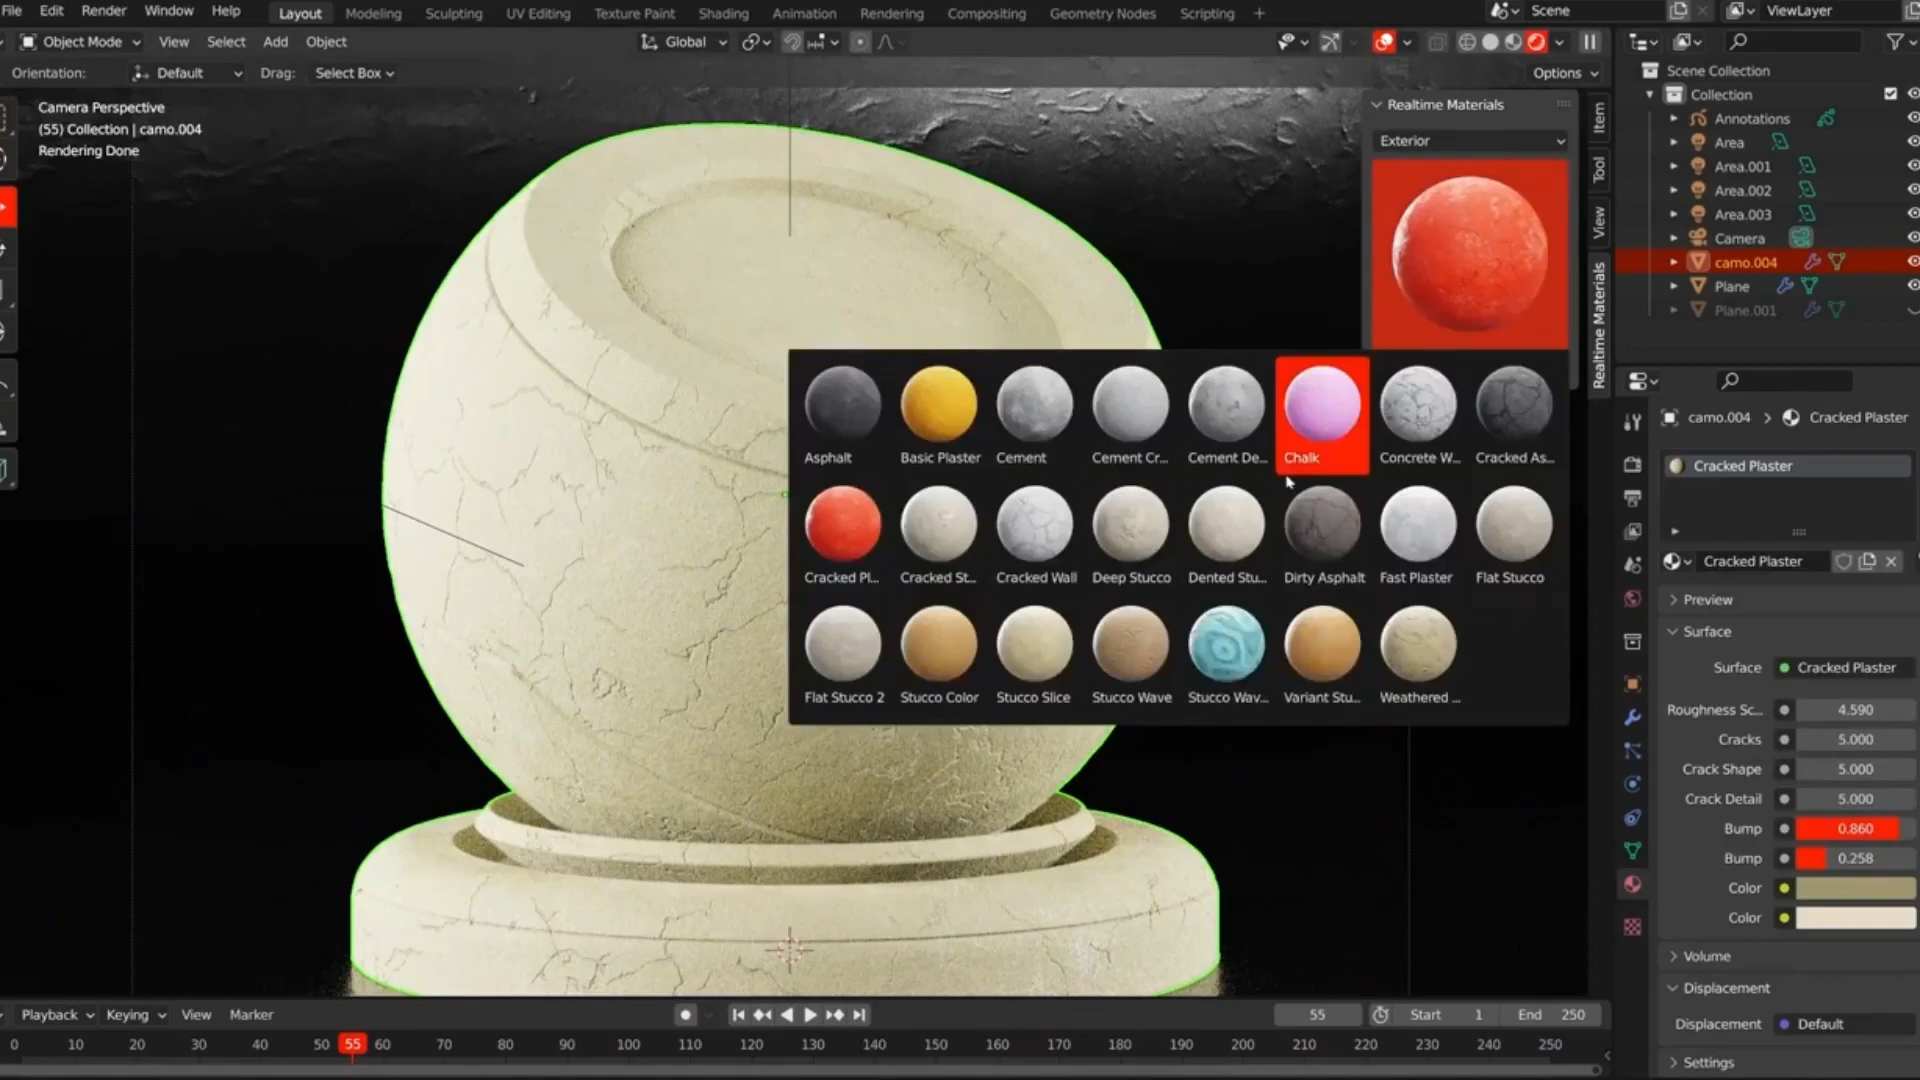 File Edit Render Window Help Layout Modeling Sculpting UV Editing Texture Paint Shading Animation Rendering Compositing Geometry Nodes Scripting + Scene ViewLayer
Object Mode View Select Add Object Global
Orientation: Default Drag: Select Box Options
Camera Perspective
(55) Collection | camo.004
Rendering Done
Realtime Materials
Exterior
Item
Tool
View
Realtime Materials
Asphalt Basic Plaster Cement Cement Cr... Cement De... Chalk Concrete W... Cracked As...
Cracked Pl... Cracked St... Cracked Wall Deep Stucco Dented Stu... Dirty Asphalt Fast Plaster Flat Stucco
Flat Stucco 2 Stucco Color Stucco Slice Stucco Wave Stucco Wav... Variant Stu... Weathered ...
Scene Collection
Collection
Annotations
Area
Area.001
Area.002
Area.003
Camera
camo.004
Plane
Plane.001
camo.004 > Cracked Plaster
Cracked Plaster
Cracked Plaster
Preview
Surface
Surface Cracked Plaster
Roughness Sc... 4.590
Cracks 5.000
Crack Shape 5.000
Crack Detail 5.000
Bump 0.860
Bump 0.258
Color
Color
Volume
Displacement
Displacement Default
Settings
Playback Keying View Marker 55 Start 1 End 250
0 10 20 30 40 50 55 60 70 80 90 100 110 120 130 140 150 160 170 180 190 200 210 220 230 240 250